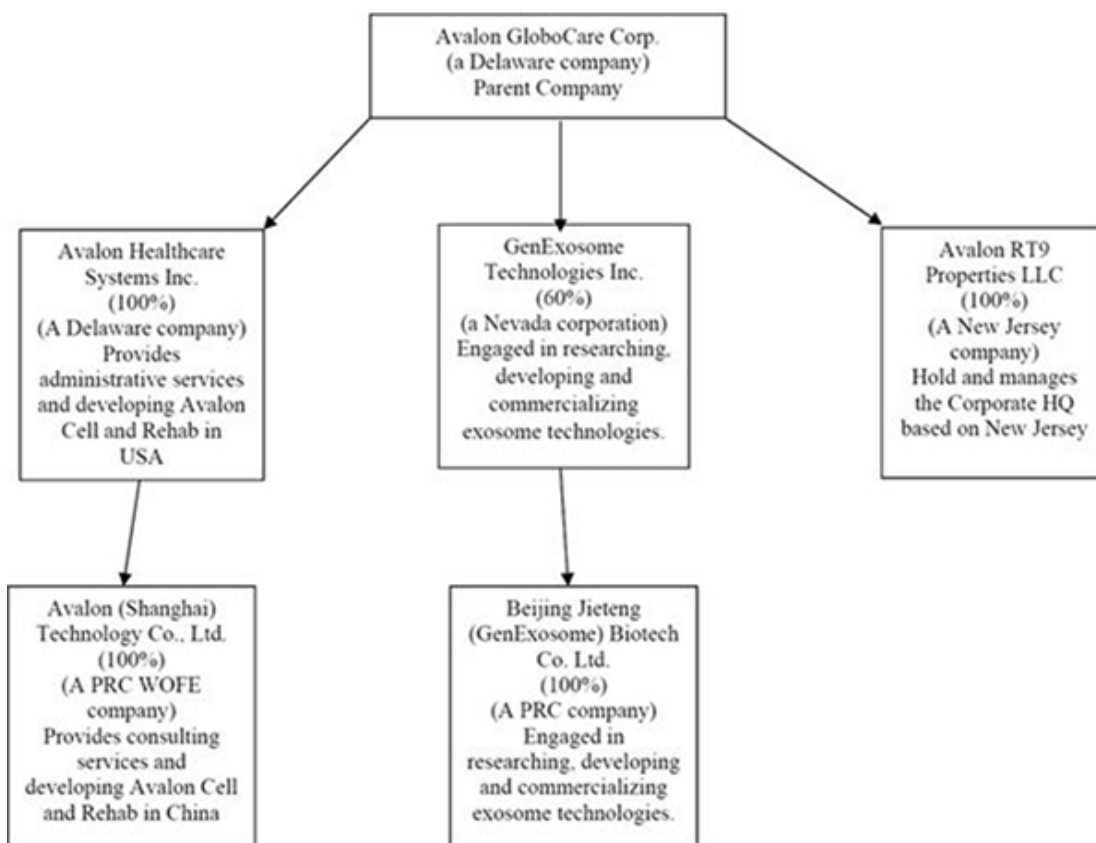 Avalon GloboCare Corp.
(a Delaware company)
Parent Company
Avalon Healthcare
Systems Inc.
(100%)
(A Delaware company)
Provides
administrative services
and developing Avalon
Cell and Rehab in
USA
GenExosome
Technologies Inc.
(60%)
(a Nevada corporation)
Engaged in researching,
developing and
commercializing
exosome technologies.
Avalon RT9
Properties LLC
(100%)
(A New Jersey
company)
Hold and manages
the Corporate HQ
based on New Jersey
Avalon (Shanghai)
Technology Co., Ltd.
(100%)
(A PRC WOFE
company)
Provides consulting
services and
developing Avalon Cell
and Rehab in China
Beijing Jieteng
(GenExosome) Biotech
Co. Ltd.
(100%)
(A PRC company)
Engaged in
researching, developing
and commercializing
exosome technologies.